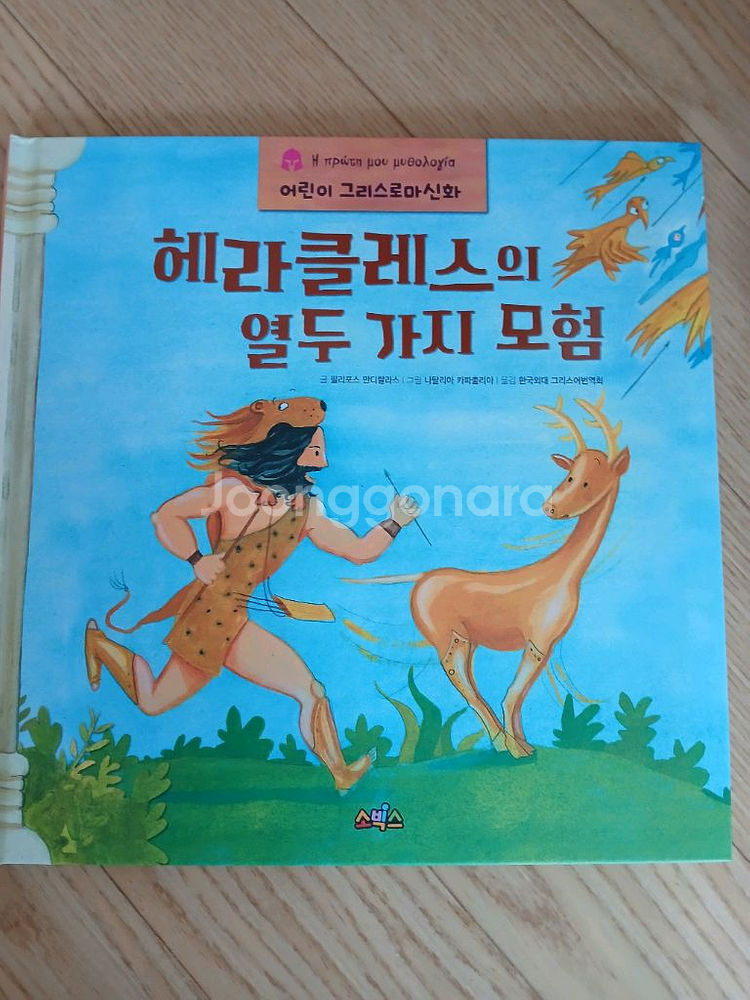 Η πρώτη μου μυθολογία
어린이 그리스로마신화
헤라클레스의
열두 가지 모험
글 필리포스 만디랄라스 | 그림 나탈리아 카파출리아 | 옮김 한국외대 그리스어번역회
Joonggonara
소빅스